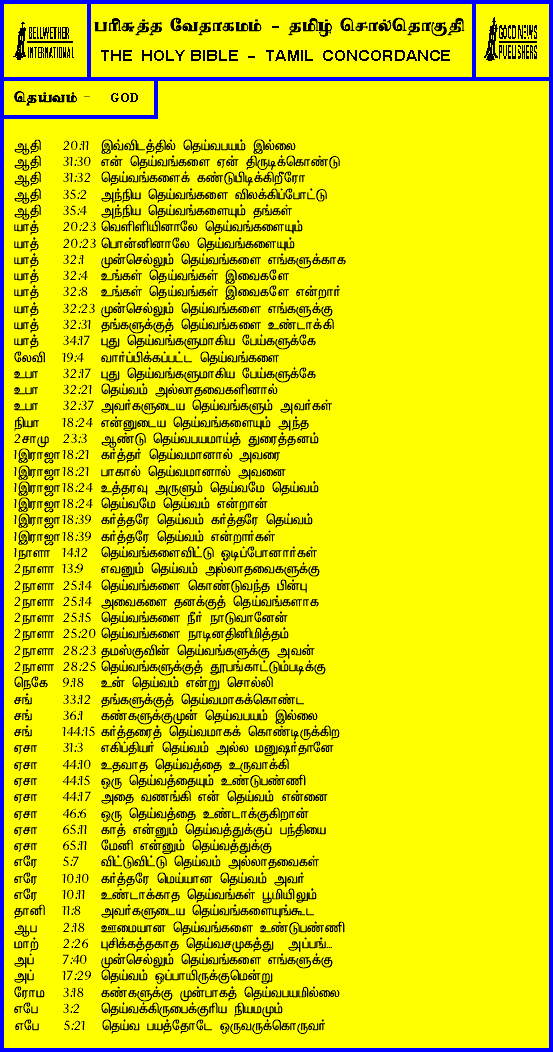 BELLWETHER
INTERNATIONAL
பரிசுத்த வேதாகமம் - தமிழ் சொல்தொகுதி
THE HOLY BIBLE - TAMIL CONCORDANCE
GOOD NEWS
PUBLISHERS
தெய்வம் - GOD
ஆதி 20:11 இவ்விடத்தில் தெய்வபயம் இல்லை
ஆதி 31:30 என் தெய்வங்களை ஏன் திருடிக்கொண்டு
ஆதி 31:32 தெய்வங்களைக் கண்டுபிடிக்கிறீரோ
ஆதி 35:2 அந்நிய தெய்வங்களை விலக்கிப்போட்டு
ஆதி 35:4 அந்நிய தெய்வங்களையும் தங்கள்
யாத் 20:23 வெளிளியினாலே தெய்வங்களையும்
யாத் 20:23 பொன்னினாலே தெய்வங்களையும்
யாத் 32:1 முன்செல்லும் தெய்வங்களை எங்களுக்காக
யாத் 32:4 உங்கள் தெய்வங்கள் இவைகளே
யாத் 32:8 உங்கள் தெய்வங்கள் இவைகளே என்றார்
யாத் 32:23 முன்செல்லும் தெய்வங்களை எங்களுக்கு
யாத் 32:31 தங்களுக்குத் தெய்வங்களை உண்டாக்கி
யாத் 34:17 புது தெய்வங்களுமாகிய பேய்களுக்கே
லேவி 19:4 வார்ப்பிக்கப்பட்ட தெய்வங்களை
உபா 32:17 புது தெய்வங்களுமாகிய பேய்களுக்கே
உபா 32:21 தெய்வம் அல்லாதவைகளினால்
உபா 32:37 அவர்களுடைய தெய்வங்களும் அவர்கள்
நியா 18:24 என்னுடைய தெய்வங்களையும் அந்த
2சாமு 23:3 ஆண்டு தெய்வபயமாய்த் துரைத்தனம்
1இராஜா 18:21 கர்த்தர் தெய்வமானால் அவரை
1இராஜா 18:21 பாகால் தெய்வமானால் அவனை
1இராஜா 18:24 உத்தரவு அருளும் தெய்வமே தெய்வம்
1இராஜா 18:24 தெய்வமே தெய்வம் என்றான்
1இராஜா 18:39 கர்த்தரே தெய்வம் கர்த்தரே தெய்வம்
1இராஜா 18:39 கர்த்தரே தெய்வம் என்றார்கள்
1நாளா 14:12 தெய்வங்களைவிட்டு ஓடிப்போனார்கள்
2நாளா 13:9 எவனும் தெய்வம் அல்லாதவைகளுக்கு
2நாளா 25:14 தெய்வங்களை கொண்டுவந்த பின்பு
2நாளா 25:14 அவைகளை தனக்குத் தெய்வங்களாக
2நாளா 25:15 தெய்வங்களை நீர் நாடுவானேன்
2நாளா 25:20 தெய்வங்களை நாடினதினிமித்தம்
2நாளா 28:23 தமஸ்குவின் தெய்வங்களுக்கு அவன்
2நாளா 28:25 தெய்வங்களுக்குத் தூபங்காட்டும்படிக்கு
நெகே 9:18 உன் தெய்வம் என்று சொல்லி
சங் 33:12 தங்களுக்குத் தெய்வமாகக்கொண்ட
சங் 36:1 கண்களுக்குமுன் தெய்வபயம் இல்லை
சங் 144:15 கர்த்தரைத் தெய்வமாகக் கொண்டிருக்கிற
ஏசா 31:3 எகிப்தியர் தெய்வம் அல்ல மனுஷர்தானே
ஏசா 44:10 உதவாத தெய்வத்தை உருவாக்கி
ஏசா 44:15 ஒரு தெய்வத்தையும் உண்டுபண்ணி
ஏசா 44:17 அதை வணங்கி என் தெய்வம் என்னை
ஏசா 46:6 ஒரு தெய்வத்தை உண்டாக்குகிறான்
ஏசா 65:11 காத் என்னும் தெய்வத்துக்குப் பந்தியை
ஏசா 65:11 மேனி என்னும் தெய்வத்துக்கு
எரே 5:7 விட்டுவிட்டு தெய்வம் அல்லாதவைகள்
எரே 10:10 கர்த்தரே மெய்யான தெய்வம் அவர்
எரே 10:11 உண்டாக்காத தெய்வங்கள் பூமியிலும்
தானி 11:8 அவர்களுடைய தெய்வங்களையுங்கூட
ஆப 2:18 ஊமையான தெய்வங்களை உண்டுபண்ணி
மாற் 2:26 புசிக்கத்தகாத தெய்வசமுகத்து அப்பங்...
அப் 7:40 முன்செல்லும் தெய்வங்களை எங்களுக்கு
அப் 17:29 தெய்வம் ஒப்பாயிருக்குமென்று
ரோம 3:18 கண்களுக்கு முன்பாகத் தெய்வபயமில்லை
எபே 3:2 தெய்வக்கிருபைக்குரிய நியமமும்
எபே 5:21 தெய்வ பயத்தோடே ஒருவருக்கொருவர்